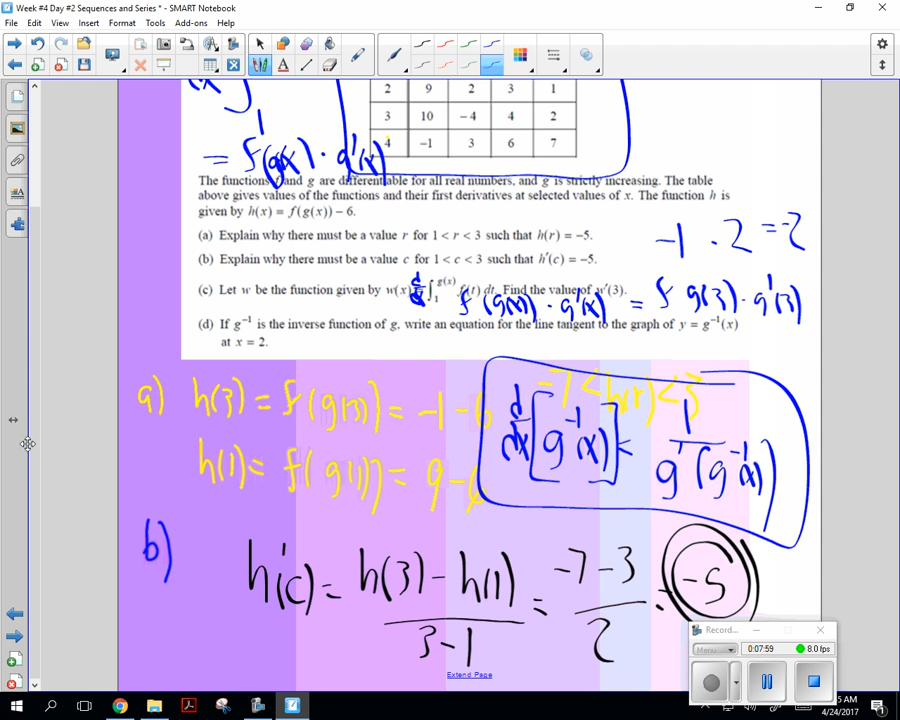 Week #4 Day #2 Sequences and Series * - SMART Notebook
File Edit View Insert Format Tools Add-ons Help
2 9 2 3 1
3 10 -4 4 2
4 -1 3 6 7
= f(g(x)) · g'(x)
The functions f and g are differentiable for all real numbers, and g is strictly increasing. The table
above gives values of the functions and their first derivatives at selected values of x. The function h is
given by h(x) = f(g(x)) - 6.
-1 · 2 = -2
(a) Explain why there must be a value r for 1 < r < 3 such that h(r) = -5.
(b) Explain why there must be a value c for 1 < c < 3 such that h'(c) = -5.
(c) Let w be the function given by w(x) d/dx ∫₁^g(x) f(t) dt. Find the value of w'(3).
f(g(x)) · g'(x) = f g(3) · g'(3)
(d) If g⁻¹ is the inverse function of g, write an equation for the line tangent to the graph of y = g⁻¹(x)
at x = 2.
a) h(3) = f(g(3)) = -1 - 6
-7 < h(r) < 3
h(1) = f(g(1)) = 9 - 6
d/dx [g⁻¹(x)] = 1/g'(g⁻¹(x))
b)
h'(c) = h(3) - h(1) / 3 - 1 = -7 - 3 / 2 = -5
Extend Page
Record...
Menu
0:07:59
8.0 fps
5 AM
4/24/2017